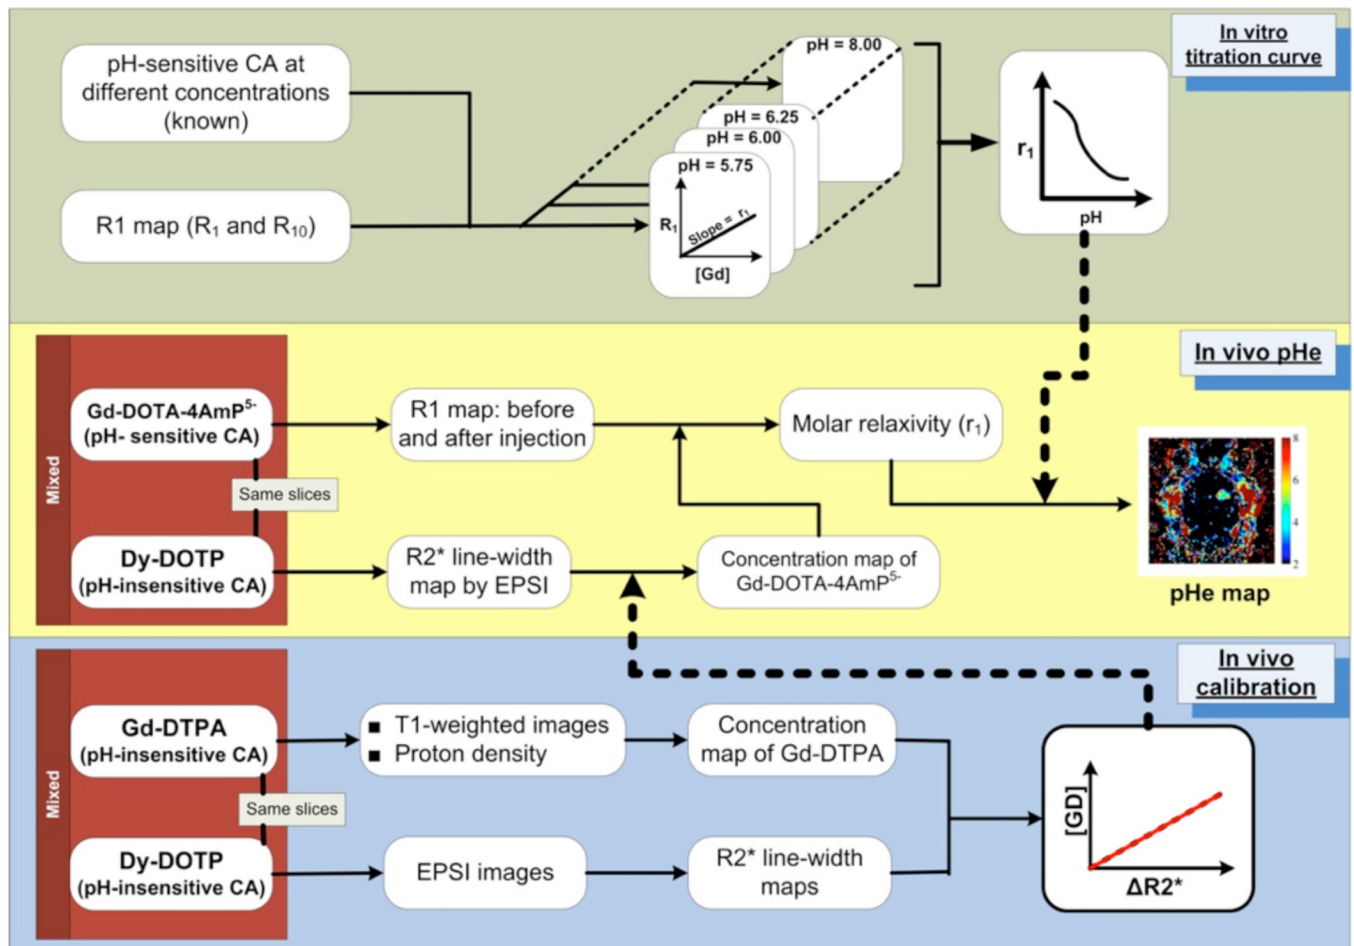 In vitro
titration curve
pH-sensitive CA at
different concentrations
(known)
R1 map (R₁ and R₁₀)
pH = 8.00
pH = 6.25
pH = 6.00
pH = 5.75
R₁
Slope = r₁
[Gd]
r₁
pH
In vivo pHe
Mixed
Gd-DOTA-4AmP⁵⁻
(pH- sensitive CA)
Same slices
Dy-DOTP
(pH-insensitive CA)
R1 map: before
and after injection
R2* line-width
map by EPSI
Molar relaxivity (r₁)
Concentration map of
Gd-DOTA-4AmP⁵⁻
8
6
4
2
pHe map
In vivo
calibration
Mixed
Gd-DTPA
(pH-insensitive CA)
Same slices
Dy-DOTP
(pH-insensitive CA)
■ T1-weighted images
■ Proton density
EPSI images
Concentration
map of Gd-DTPA
R2* line-width
maps
[GD]
ΔR2*